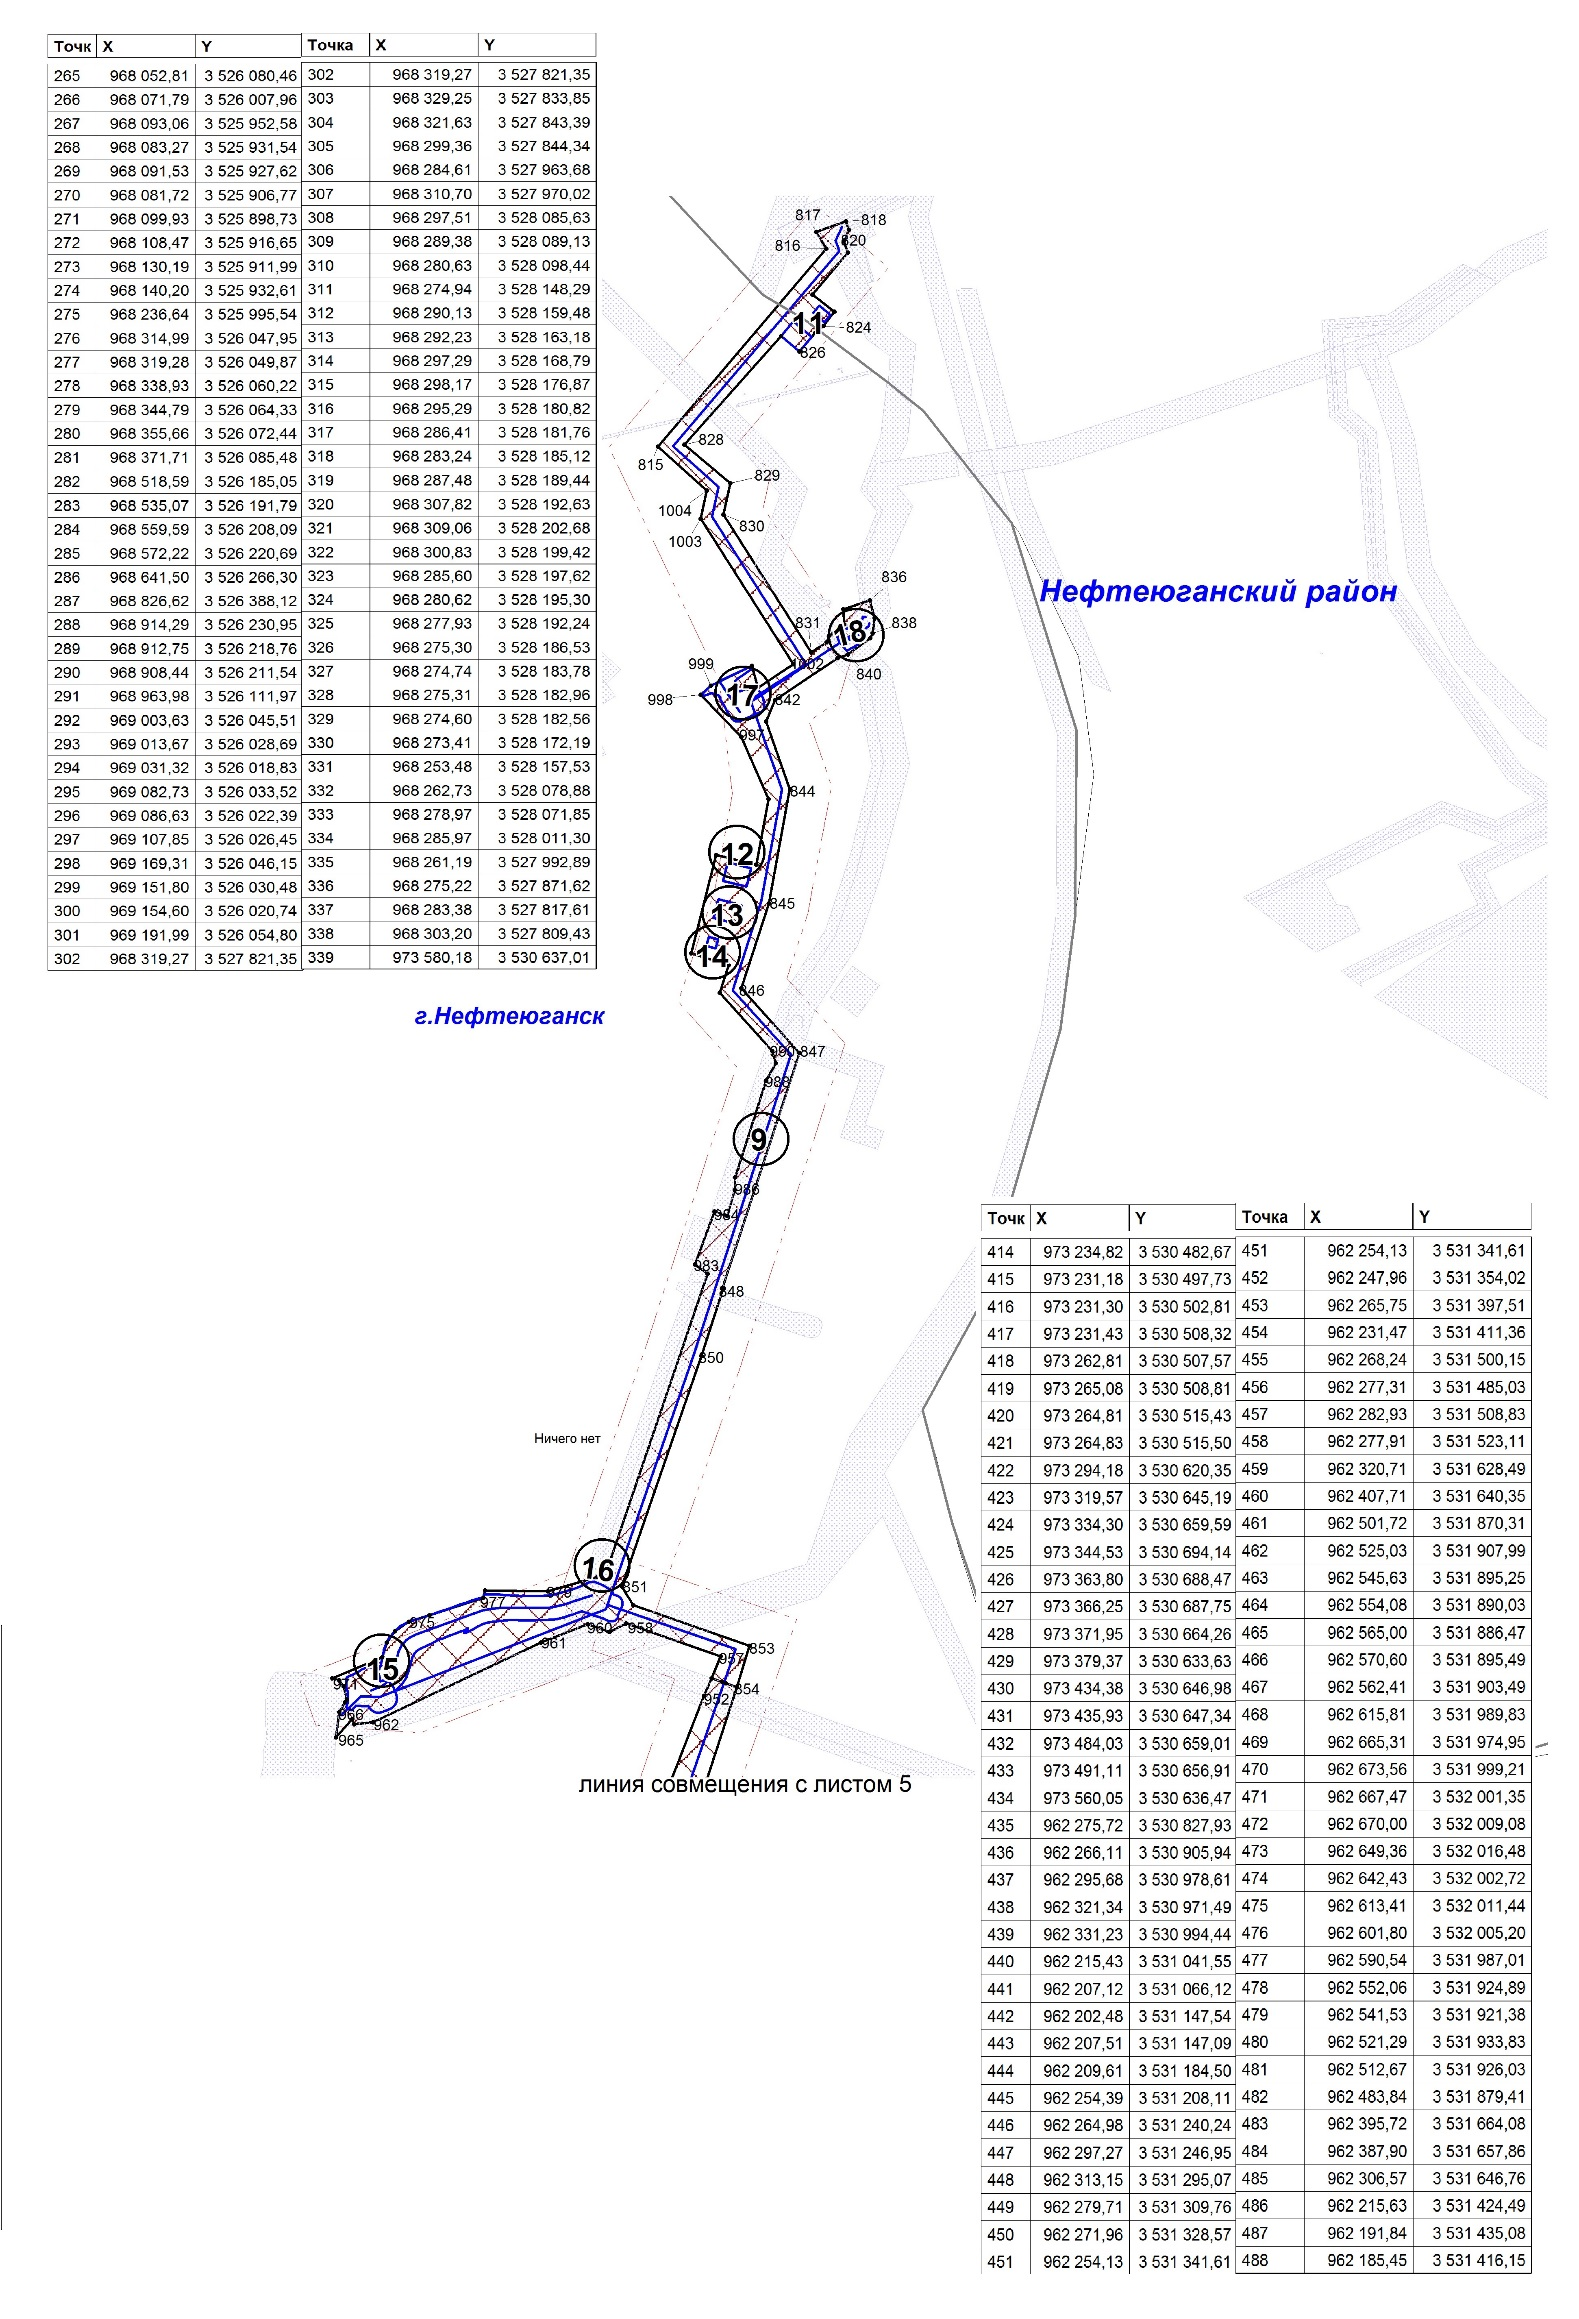 Точк X Y Точка X Y
265 968 052,81 3 526 080,46 302 968 319,27 3 527 821,35
266 968 071,79 3 526 007,96 303 968 329,25 3 527 833,85
267 968 093,06 3 525 952,58 304 968 321,63 3 527 843,39
268 968 083,27 3 525 931,54 305 968 299,36 3 527 844,34
269 968 091,53 3 525 927,62 306 968 284,61 3 527 963,68
270 968 081,72 3 525 906,77 307 968 310,70 3 527 970,02
271 968 099,93 3 525 898,73 308 968 297,51 3 528 085,63
272 968 108,47 3 525 916,65 309 968 289,38 3 528 089,13
273 968 130,19 3 525 911,99 310 968 280,63 3 528 098,44
274 968 140,20 3 525 932,61 311 968 274,94 3 528 148,29
275 968 236,64 3 525 995,54 312 968 290,13 3 528 159,48
276 968 314,99 3 526 047,95 313 968 292,23 3 528 163,18
277 968 319,28 3 526 049,87 314 968 297,29 3 528 168,79
278 968 338,93 3 526 060,22 315 968 298,17 3 528 176,87
279 968 344,79 3 526 064,33 316 968 295,29 3 528 180,82
280 968 355,66 3 526 072,44 317 968 286,41 3 528 181,76
281 968 371,71 3 526 085,48 318 968 283,24 3 528 185,12
282 968 518,59 3 526 185,05 319 968 287,48 3 528 189,44
283 968 535,07 3 526 191,79 320 968 307,82 3 528 192,63
284 968 559,59 3 526 208,09 321 968 309,06 3 528 202,68
285 968 572,22 3 526 220,69 322 968 300,83 3 528 199,42
286 968 641,50 3 526 266,30 323 968 285,60 3 528 197,62
287 968 826,62 3 526 388,12 324 968 280,62 3 528 195,30
288 968 914,29 3 526 230,95 325 968 277,93 3 528 192,24
289 968 912,75 3 526 218,76 326 968 275,30 3 528 186,53
290 968 908,44 3 526 211,54 327 968 274,74 3 528 183,78
291 968 963,98 3 526 111,97 328 968 275,31 3 528 182,96
292 969 003,63 3 526 045,51 329 968 274,60 3 528 182,56
293 969 013,67 3 526 028,69 330 968 273,41 3 528 172,19
294 969 031,32 3 526 018,83 331 968 253,48 3 528 157,53
295 969 082,73 3 526 033,52 332 968 262,73 3 528 078,88
296 969 086,63 3 526 022,39 333 968 278,97 3 528 071,85
297 969 107,85 3 526 026,45 334 968 285,97 3 528 011,30
298 969 169,31 3 526 046,15 335 968 261,19 3 527 992,89
299 969 151,80 3 526 030,48 336 968 275,22 3 527 871,62
300 969 154,60 3 526 020,74 337 968 283,38 3 527 817,61
301 969 191,99 3 526 054,80 338 968 303,20 3 527 809,43
302 968 319,27 3 527 821,35 339 973 580,18 3 530 637,01
817
818
816
820
11
824
826
828
815
829
1004
830
1003
836
Нефтеюганский район
831
18
838
999
1002
840
998
17
842
997
844
12
13
845
14
846
г.Нефтеюганск
990
847
988
9
986
984
983
848
850
Ничего нет
16
979
851
977
975
960
958
961
853
957
15
971
854
952
966
962
965
линия совмещения с листом 5
Точк X Y Точка X Y
414 973 234,82 3 530 482,67 451 962 254,13 3 531 341,61
415 973 231,18 3 530 497,73 452 962 247,96 3 531 354,02
416 973 231,30 3 530 502,81 453 962 265,75 3 531 397,51
417 973 231,43 3 530 508,32 454 962 231,47 3 531 411,36
418 973 262,81 3 530 507,57 455 962 268,24 3 531 500,15
419 973 265,08 3 530 508,81 456 962 277,31 3 531 485,03
420 973 264,81 3 530 515,43 457 962 282,93 3 531 508,83
421 973 264,83 3 530 515,50 458 962 277,91 3 531 523,11
422 973 294,18 3 530 620,35 459 962 320,71 3 531 628,49
423 973 319,57 3 530 645,19 460 962 407,71 3 531 640,35
424 973 334,30 3 530 659,59 461 962 501,72 3 531 870,31
425 973 344,53 3 530 694,14 462 962 525,03 3 531 907,99
426 973 363,80 3 530 688,47 463 962 545,63 3 531 895,25
427 973 366,25 3 530 687,75 464 962 554,08 3 531 890,03
428 973 371,95 3 530 664,26 465 962 565,00 3 531 886,47
429 973 379,37 3 530 633,63 466 962 570,60 3 531 895,49
430 973 434,38 3 530 646,98 467 962 562,41 3 531 903,49
431 973 435,93 3 530 647,34 468 962 615,81 3 531 989,83
432 973 484,03 3 530 659,01 469 962 665,31 3 531 974,95
433 973 491,11 3 530 656,91 470 962 673,56 3 531 999,21
434 973 560,05 3 530 636,47 471 962 667,47 3 532 001,35
435 962 275,72 3 530 827,93 472 962 670,00 3 532 009,08
436 962 266,11 3 530 905,94 473 962 649,36 3 532 016,48
437 962 295,68 3 530 978,61 474 962 642,43 3 532 002,72
438 962 321,34 3 530 971,49 475 962 613,41 3 532 011,44
439 962 331,23 3 530 994,44 476 962 601,80 3 532 005,20
440 962 215,43 3 531 041,55 477 962 590,54 3 531 987,01
441 962 207,12 3 531 066,12 478 962 552,06 3 531 924,89
442 962 202,48 3 531 147,54 479 962 541,53 3 531 921,38
443 962 207,51 3 531 147,09 480 962 521,29 3 531 933,83
444 962 209,61 3 531 184,50 481 962 512,67 3 531 926,03
445 962 254,39 3 531 208,11 482 962 483,84 3 531 879,41
446 962 264,98 3 531 240,24 483 962 395,72 3 531 664,08
447 962 297,27 3 531 246,95 484 962 387,90 3 531 657,86
448 962 313,15 3 531 295,07 485 962 306,57 3 531 646,76
449 962 279,71 3 531 309,76 486 962 215,63 3 531 424,49
450 962 271,96 3 531 328,57 487 962 191,84 3 531 435,08
451 962 254,13 3 531 341,61 488 962 185,45 3 531 416,15